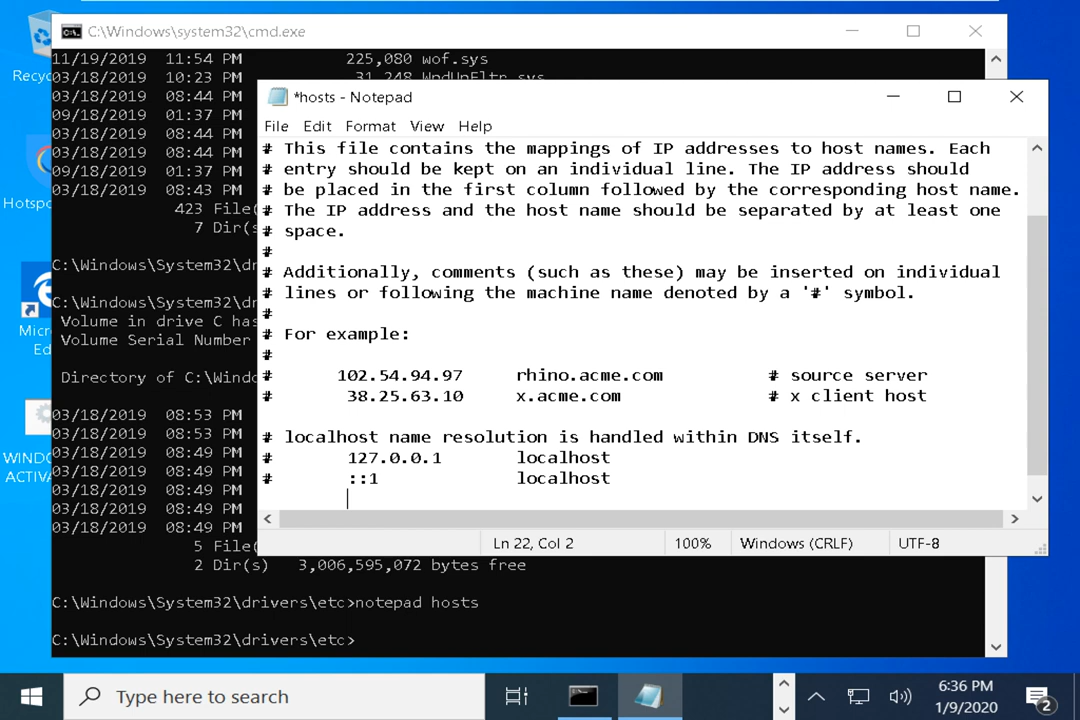 Recyc
Hotspo
Micr
Ed
WINDO
ACTIVA
C:\Windows\system32\cmd.exe
11/19/2019 11:54 PM 225,080 wof.sys
03/18/2019 10:23 PM 31,248 WndUnFltr.sys
03/18/2019 08:44 PM
09/18/2019 01:37 PM
03/18/2019 08:44 PM
03/18/2019 08:44 PM
09/18/2019 01:37 PM
03/18/2019 08:43 PM
423 File(
7 Dir(s
C:\Windows\System32\dr
C:\Windows\System32\dr
Volume in drive C has
Volume Serial Number
Directory of C:\Windo
03/18/2019 08:53 PM
03/18/2019 08:53 PM
03/18/2019 08:49 PM
03/18/2019 08:49 PM
03/18/2019 08:49 PM
03/18/2019 08:49 PM
03/18/2019 08:49 PM
5 File(
2 Dir(s) 3,006,595,072 bytes free
C:\Windows\System32\drivers\etc>notepad hosts
C:\Windows\System32\drivers\etc>
*hosts - Notepad
File Edit Format View Help
# This file contains the mappings of IP addresses to host names. Each
# entry should be kept on an individual line. The IP address should
# be placed in the first column followed by the corresponding host name.
# The IP address and the host name should be separated by at least one
# space.
#
# Additionally, comments (such as these) may be inserted on individual
# lines or following the machine name denoted by a '#' symbol.
#
# For example:
#
# 102.54.94.97 rhino.acme.com # source server
# 38.25.63.10 x.acme.com # x client host
# localhost name resolution is handled within DNS itself.
# 127.0.0.1 localhost
# ::1 localhost
Ln 22, Col 2 100% Windows (CRLF) UTF-8
Type here to search
6:36 PM
1/9/2020
2